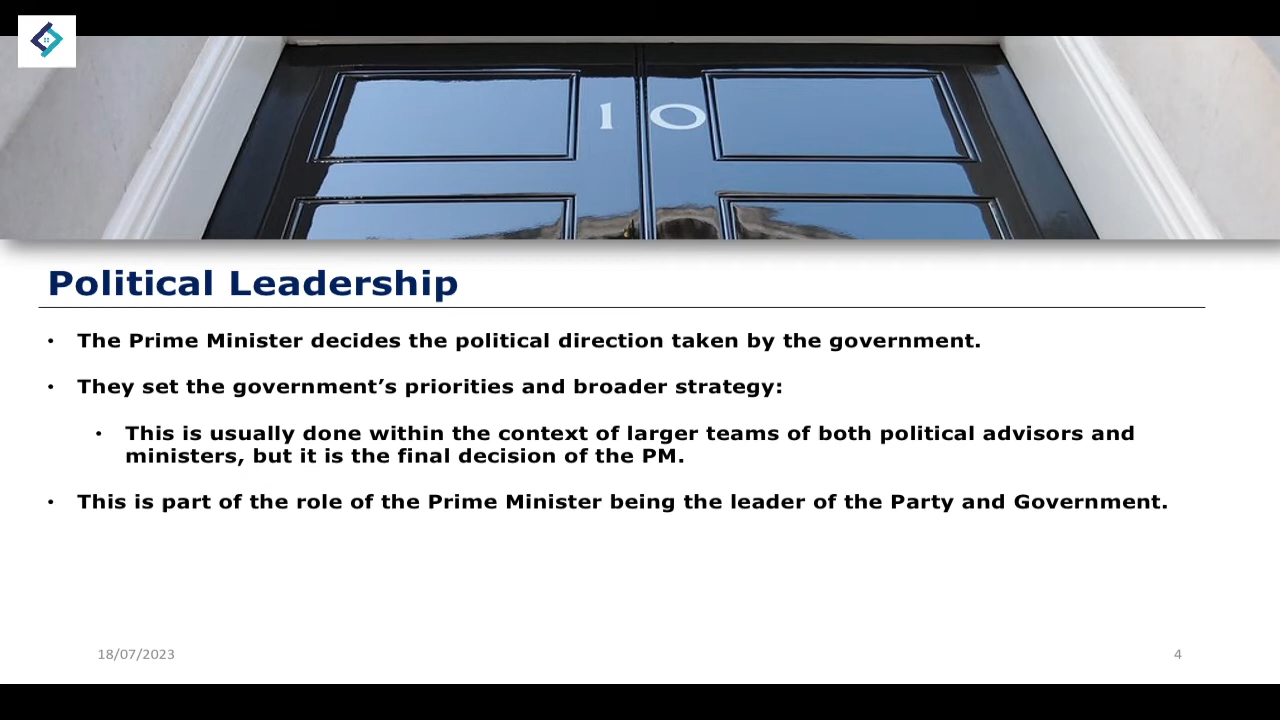 10
Political Leadership
• The Prime Minister decides the political direction taken by the government.
• They set the government’s priorities and broader strategy:
• This is usually done within the context of larger teams of both political advisors and
ministers, but it is the final decision of the PM.
• This is part of the role of the Prime Minister being the leader of the Party and Government.
18/07/2023
4